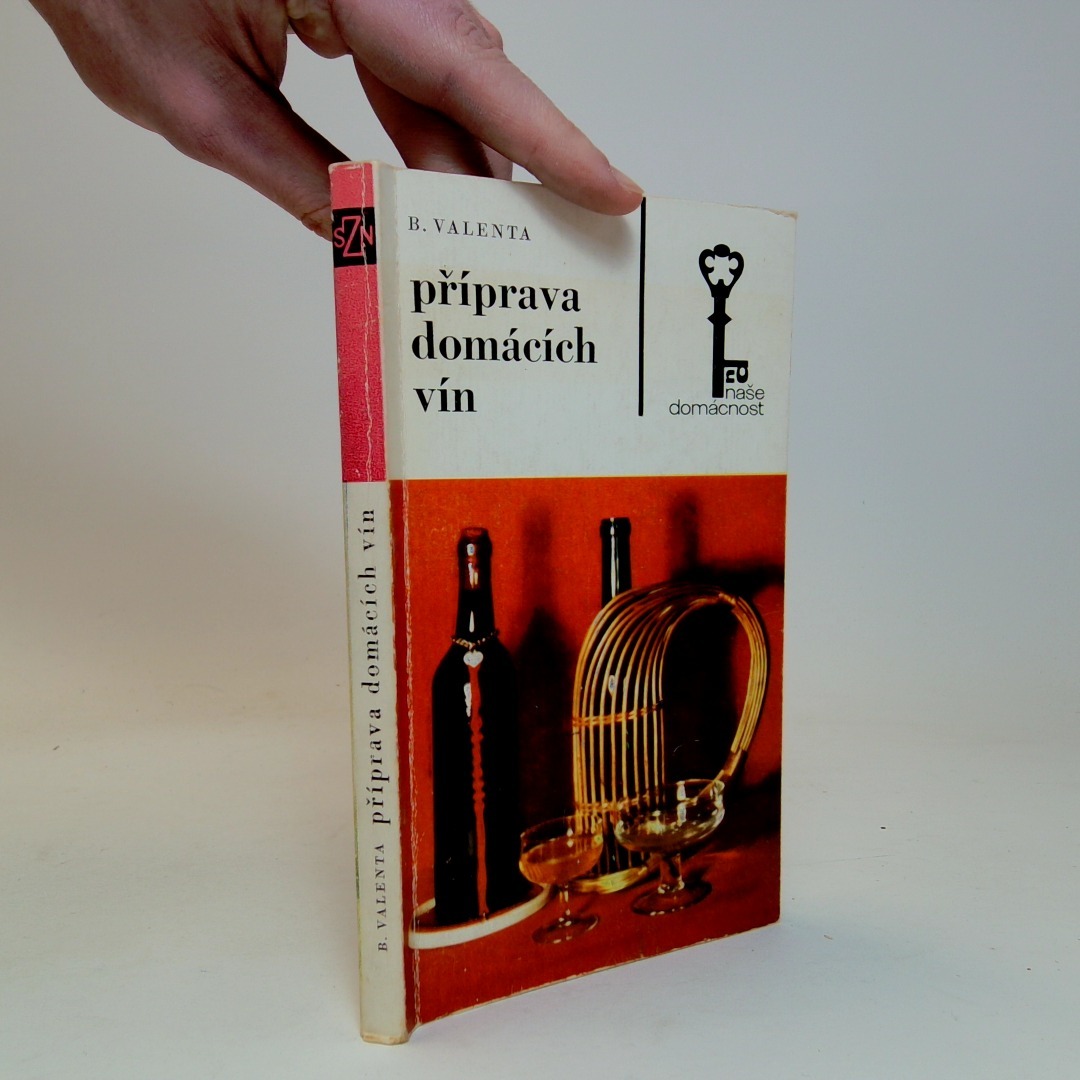 SZN
B. VALENTA
příprava
domácích
vín
naše
domácnost
B. VALENTA příprava domácích vín